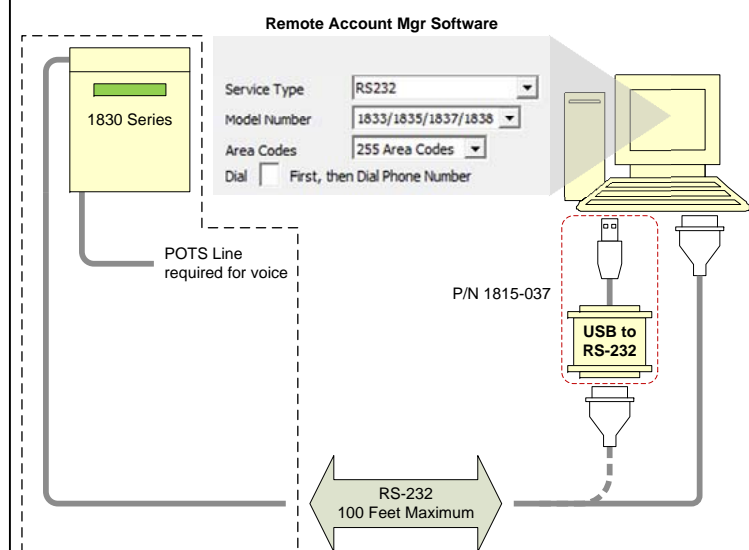 Remote Account Mgr Software
1830 Series
Service Type RS232
Model Number 1833/1835/1837/1838
Area Codes 255 Area Codes
Dial First, then Dial Phone Number
POTS Line
required for voice
P/N 1815-037
USB to
RS-232
RS-232
100 Feet Maximum